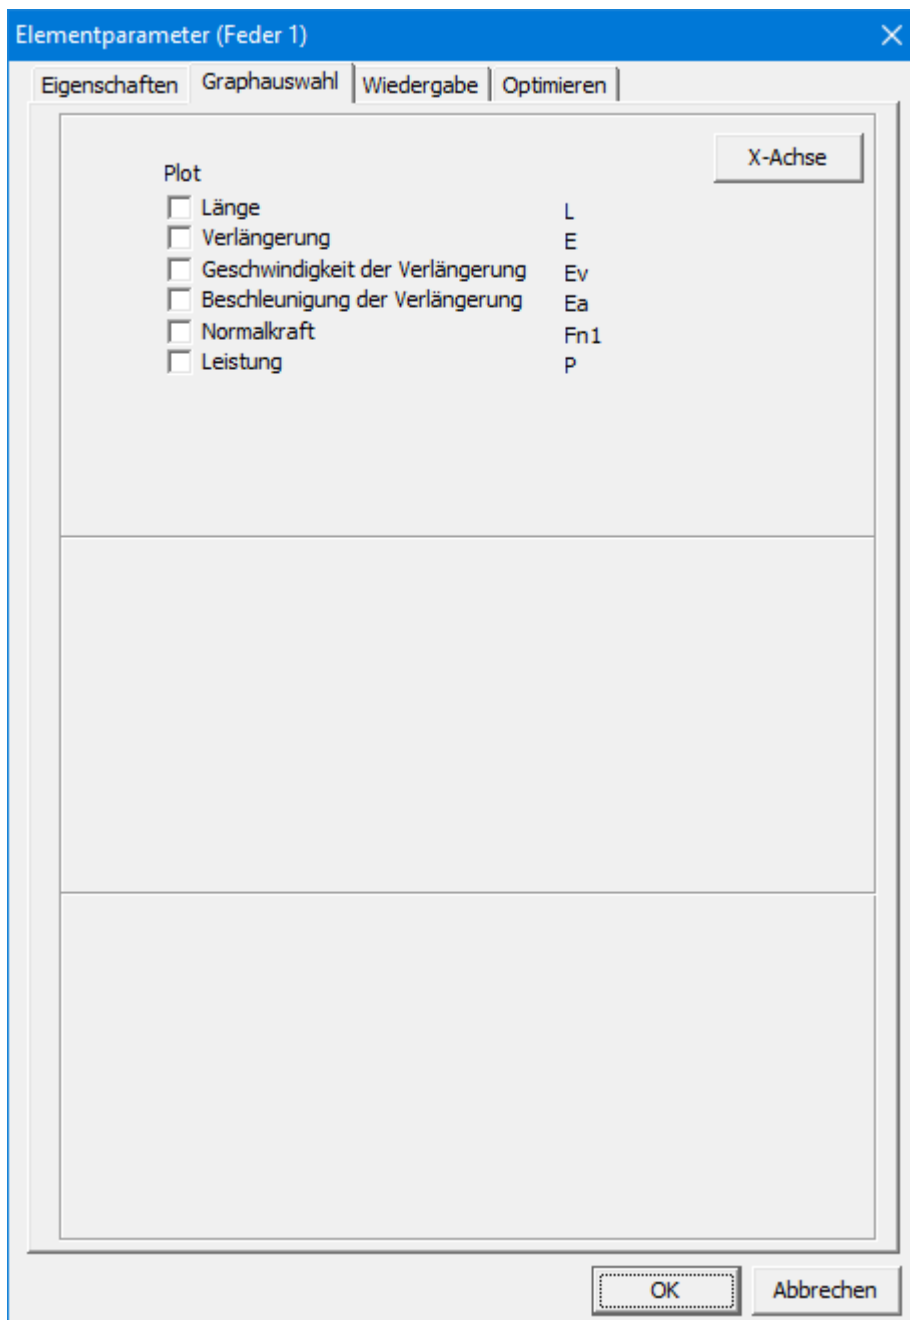 Elementparameter (Feder 1)
Eigenschaften Graphauswahl Wiedergabe Optimieren
X-Achse
Plot
Länge L
Verlängerung E
Geschwindigkeit der Verlängerung Ev
Beschleunigung der Verlängerung Ea
Normalkraft Fn1
Leistung P
OK Abbrechen